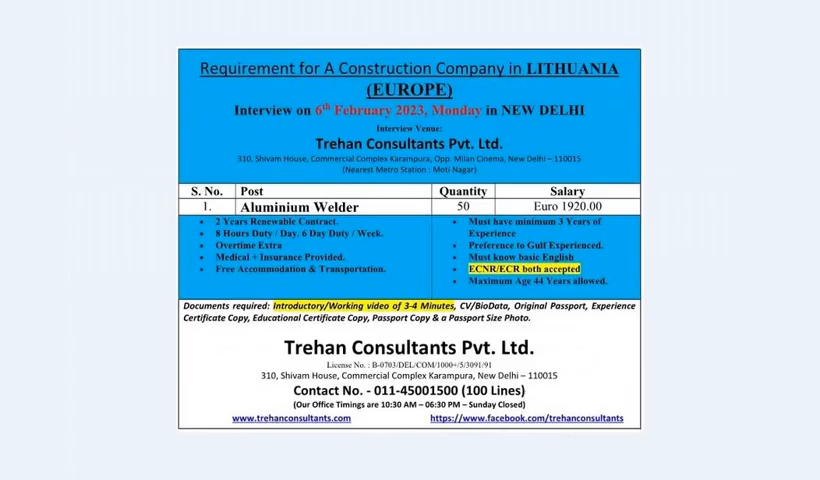 Requirement for A Construction Company in LITHUANIA
(EUROPE)
Interview on 6th February 2023, Monday in NEW DELHI
Interview Venue:
Trehan Consultants Pvt. Ltd.
310, Shivam House, Commercial Complex Karampura, Opp. Milan Cinema, New Delhi – 110015
(Nearest Metro Station : Moti Nagar)
S. No. Post Quantity Salary
1. Aluminium Welder 50 Euro 1920.00
• 2 Years Renewable Contract.
• 8 Hours Duty / Day. 6 Day Duty / Week.
• Overtime Extra
• Medical + Insurance Provided.
• Free Accommodation & Transportation.
• Must have minimum 3 Years of
Experience
• Preference to Gulf Experienced.
• Must know basic English
• ECNR/ECR both accepted
• Maximum Age 44 Years allowed.
Documents required: Introductory/Working video of 3-4 Minutes, CV/BioData, Original Passport, Experience
Certificate Copy, Educational Certificate Copy, Passport Copy & a Passport Size Photo.
Trehan Consultants Pvt. Ltd.
License No. : B-0703/DEL/COM/1000+/5/3091/91
310, Shivam House, Commercial Complex Karampura, New Delhi – 110015
Contact No. - 011-45001500 (100 Lines)
(Our Office Timings are 10:30 AM – 06:30 PM – Sunday Closed)
www.trehanconsultants.com https://www.facebook.com/trehanconsultants